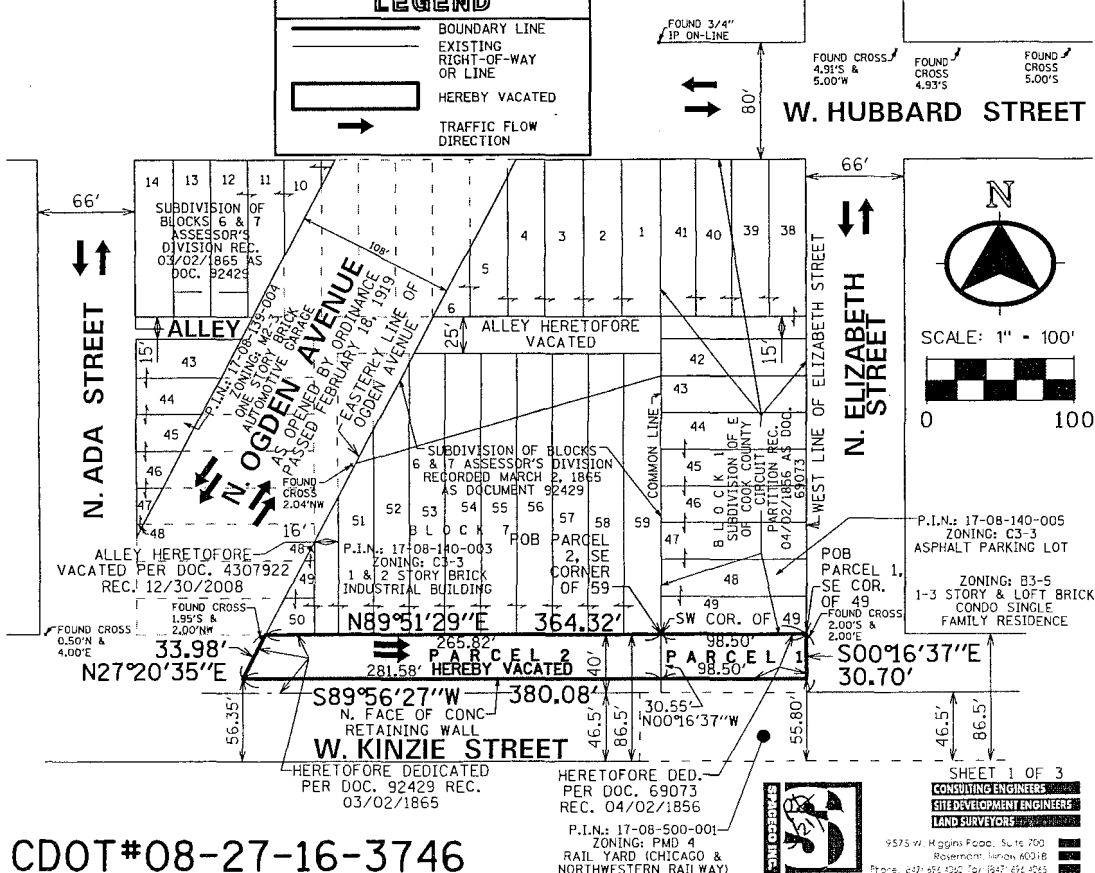 LEGEND
BOUNDARY LINE
EXISTING
RIGHT-OF-WAY
OR LINE
HEREBY VACATED
TRAFFIC FLOW
DIRECTION
FOUND 3/4"
IP ON-LINE
80'
FOUND CROSS
4.91'S &
5.00'W
FOUND
CROSS
4.93'S
FOUND
CROSS
5.00'S
W. HUBBARD STREET
66'
66'
14 13 12 11 10
SUBDIVISION OF
BLOCKS 6 & 7
ASSESSOR'S
DIVISION REC.
03/02/1865 AS
DOC. 92429
108'
5 4 3 2 1 41 40 39 38
6
N. ADA STREET
ALLEY
15'
43
44
45
46
47
48
P.I.N.: 17-08-139-004
ZONING: M2-3
ONE STORY BRICK
AUTOMOTIVE GARAGE
N. OGDEN AVENUE
AS OPENED BY ORDINANCE
PASSED FEBRUARY 18, 1919
EASTERLY LINE OF
OGDEN AVENUE
25'
ALLEY HERETOFORE
VACATED
15'
42
43
44
45
46
47
48
49
COMMON LINE
BLOCK 1
SUBDIVISION OF E
OF COOK COUNTY
CIRCUIT
PARTITION REC.
04/02/1856 AS DOC.
69073
WEST LINE OF ELIZABETH STREET
N. ELIZABETH
STREET
N
SCALE: 1" - 100'
0 100
SUBDIVISION OF BLOCKS
6 & 7 ASSESSOR'S DIVISION
RECORDED MARCH 2, 1865
AS DOCUMENT 92429
FOUND
CROSS
2.04'NW
16'
51 52 53 54 55 56 57 58 59
BLOCK 7
48
49
50
P.I.N.: 17-08-140-003
ZONING: C3-3
1 & 2 STORY BRICK
INDUSTRIAL BUILDING
POB PARCEL
2, SE
CORNER
OF 59
ALLEY HERETOFORE
VACATED PER DOC. 4307922
REC. 12/30/2008
P.I.N.: 17-08-140-005
ZONING: C3-3
ASPHALT PARKING LOT
POB
PARCEL 1,
SE COR.
OF 49
ZONING: B3-5
1-3 STORY & LOFT BRICK
CONDO SINGLE
FAMILY RESIDENCE
FOUND CROSS
1.95'S &
2.00'NW
FOUND CROSS
0.50'N &
4.00'E
FOUND CROSS
2.00'S &
2.00'E
SW COR. OF 49
N89°51'29"E 364.32'
33.98'
N27°20'35"E
265.82'
98.50'
PARCEL 2
HEREBY VACATED
281.58'
40'
PARCEL 1
98.50'
S00°16'37"E
30.70'
S89°56'27"W 380.08'
30.55'
N00°16'37"W
N. FACE OF CONC
RETAINING WALL
56.35'
46.5'
86.5'
55.80'
46.5'
86.5'
W. KINZIE STREET
HERETOFORE DEDICATED
PER DOC. 92429 REC.
03/02/1865
HERETOFORE DED.
PER DOC. 69073
REC. 04/02/1856
P.I.N.: 17-08-500-001
ZONING: PMD 4
RAIL YARD (CHICAGO &
NORTHWESTERN RAILWAY)
SHEET 1 OF 3
SPACECO INC.
CONSULTING ENGINEERS
SITE DEVELOPMENT ENGINEERS
LAND SURVEYORS
9575 W. Higgins Road, Suite 700
Rosemont, Illinois 60018
Phone: (847) 696-4060 Fax: (847) 696-4065
CDOT#08-27-16-3746